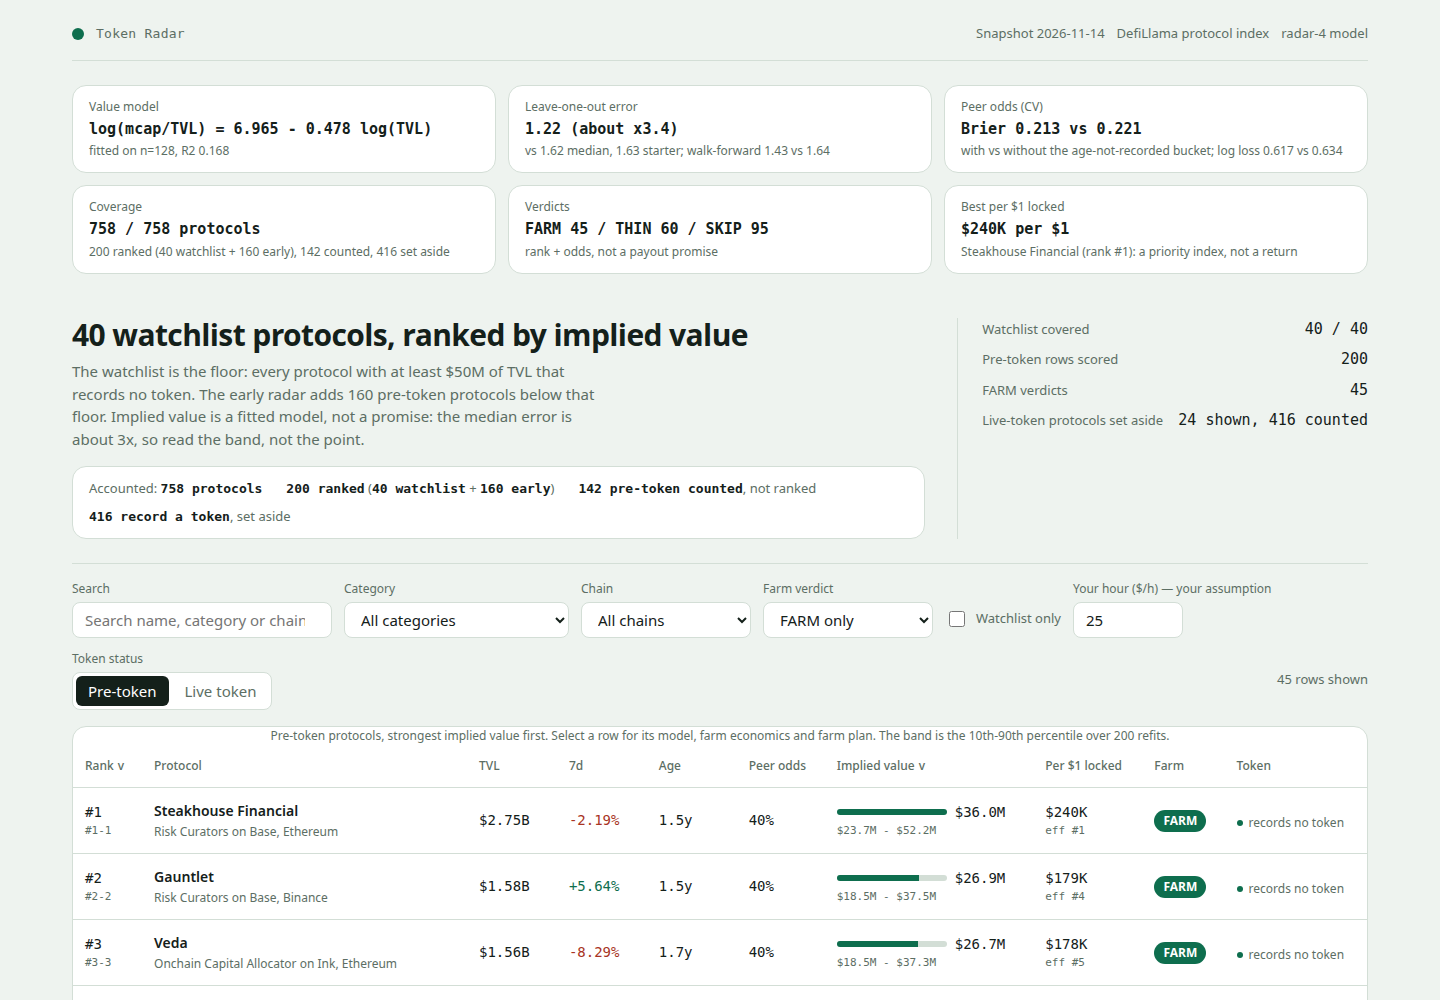 Token Radar
Snapshot 2026-11-14 DefiLlama protocol index radar-4 model
Value model
log(mcap/TVL) = 6.965 - 0.478 log(TVL)
fitted on n=128, R2 0.168
Leave-one-out error
1.22 (about x3.4)
vs 1.62 median, 1.63 starter; walk-forward 1.43 vs 1.64
Peer odds (CV)
Brier 0.213 vs 0.221
with vs without the age-not-recorded bucket; log loss 0.617 vs 0.634
Coverage
758 / 758 protocols
200 ranked (40 watchlist + 160 early), 142 counted, 416 set aside
Verdicts
FARM 45 / THIN 60 / SKIP 95
rank + odds, not a payout promise
Best per $1 locked
$240K per $1
Steakhouse Financial (rank #1): a priority index, not a return
40 watchlist protocols, ranked by implied value
The watchlist is the floor: every protocol with at least $50M of TVL that
records no token. The early radar adds 160 pre-token protocols below that
floor. Implied value is a fitted model, not a promise: the median error is
about 3x, so read the band, not the point.
Accounted: 758 protocols 200 ranked (40 watchlist + 160 early) 142 pre-token counted, not ranked
416 record a token, set aside
Watchlist covered 40 / 40
Pre-token rows scored 200
FARM verdicts 45
Live-token protocols set aside 24 shown, 416 counted
Search
Search name, category or chain
Category
All categories
Chain
All chains
Farm verdict
FARM only
Watchlist only
Your hour ($/h) — your assumption
25
Token status
Pre-token Live token
45 rows shown
Pre-token protocols, strongest implied value first. Select a row for its model, farm economics and farm plan. The band is the 10th-90th percentile over 200 refits.
Rank v Protocol TVL 7d Age Peer odds Implied value v Per $1 locked Farm Token
#1 Steakhouse Financial $2.75B -2.19% 1.5y 40% $36.0M $240K FARM records no token
#1-1 Risk Curators on Base, Ethereum $23.7M - $52.2M eff #1
#2 Gauntlet $1.58B +5.64% 1.5y 40% $26.9M $179K FARM records no token
#2-2 Risk Curators on Base, Binance $18.5M - $37.5M eff #4
#3 Veda $1.56B -8.29% 1.7y 40% $26.7M $178K FARM records no token
#3-3 Onchain Capital Allocator on Ink, Ethereum $18.5M - $37.3M eff #5